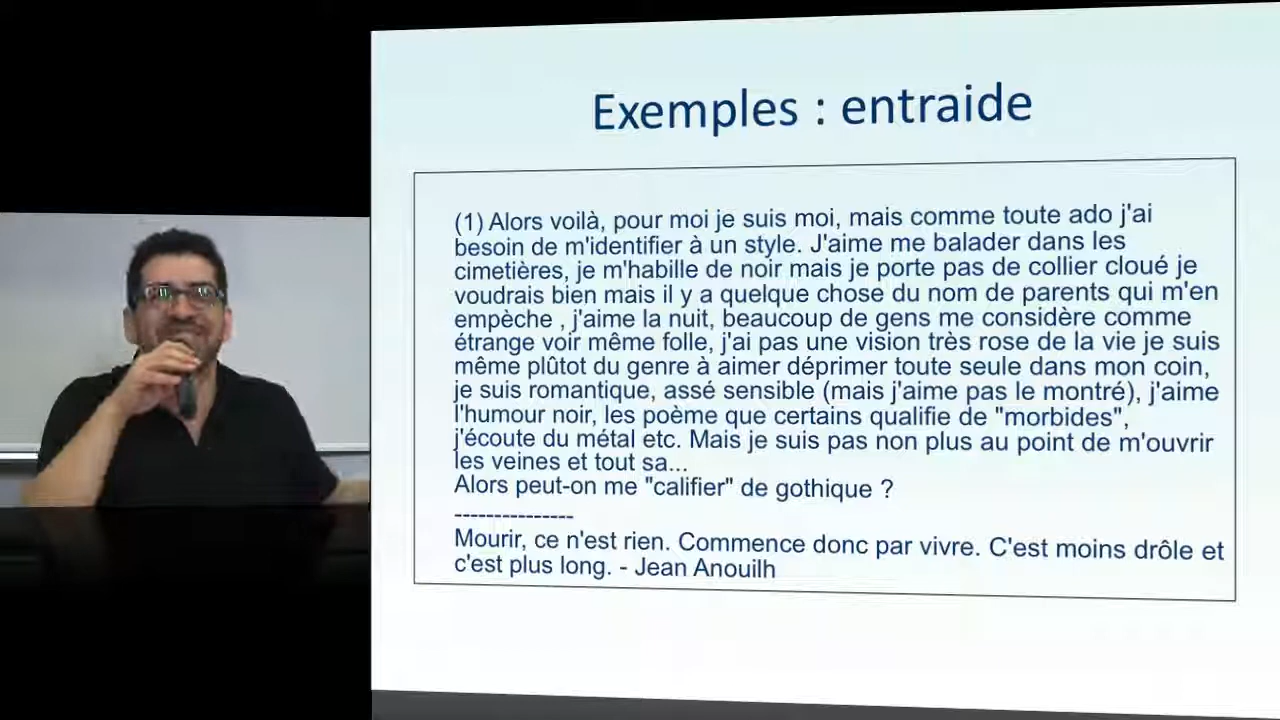 Exemples : entraide
(1) Alors voilà, pour moi je suis moi, mais comme toute ado j'ai
besoin de m'identifier à un style. J'aime me balader dans les
cimetières, je m'habille de noir mais je porte pas de collier cloué je
voudrais bien mais il y a quelque chose du nom de parents qui m'en
empèche , j'aime la nuit, beaucoup de gens me considère comme
étrange voir même folle, j'ai pas une vision très rose de la vie je suis
même plûtot du genre à aimer déprimer toute seule dans mon coin,
je suis romantique, assé sensible (mais j'aime pas le montré), j'aime
l'humour noir, les poème que certains qualifie de "morbides",
j'écoute du métal etc. Mais je suis pas non plus au point de m'ouvrir
les veines et tout sa...
Alors peut-on me "califier" de gothique ?
---------------
Mourir, ce n'est rien. Commence donc par vivre. C'est moins drôle et
c'est plus long. - Jean Anouilh